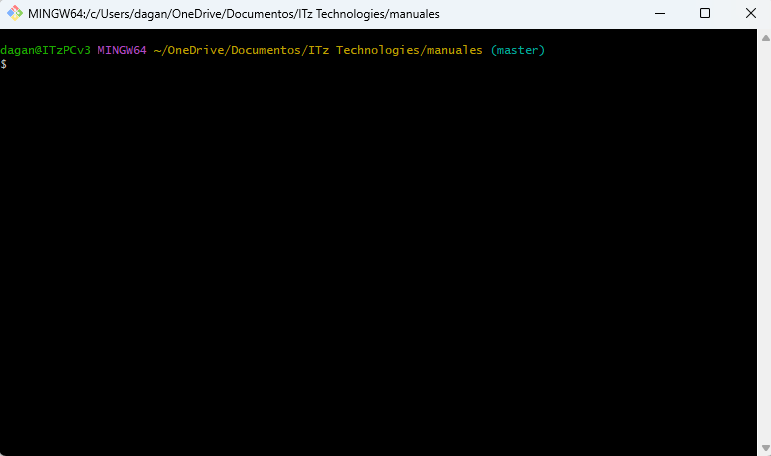 MINGW64:/c/Users/dagan/OneDrive/Documentos/ITz Technologies/manuales
dagan@ITzPCv3 MINGW64 ~/OneDrive/Documentos/ITz Technologies/manuales (master)
$